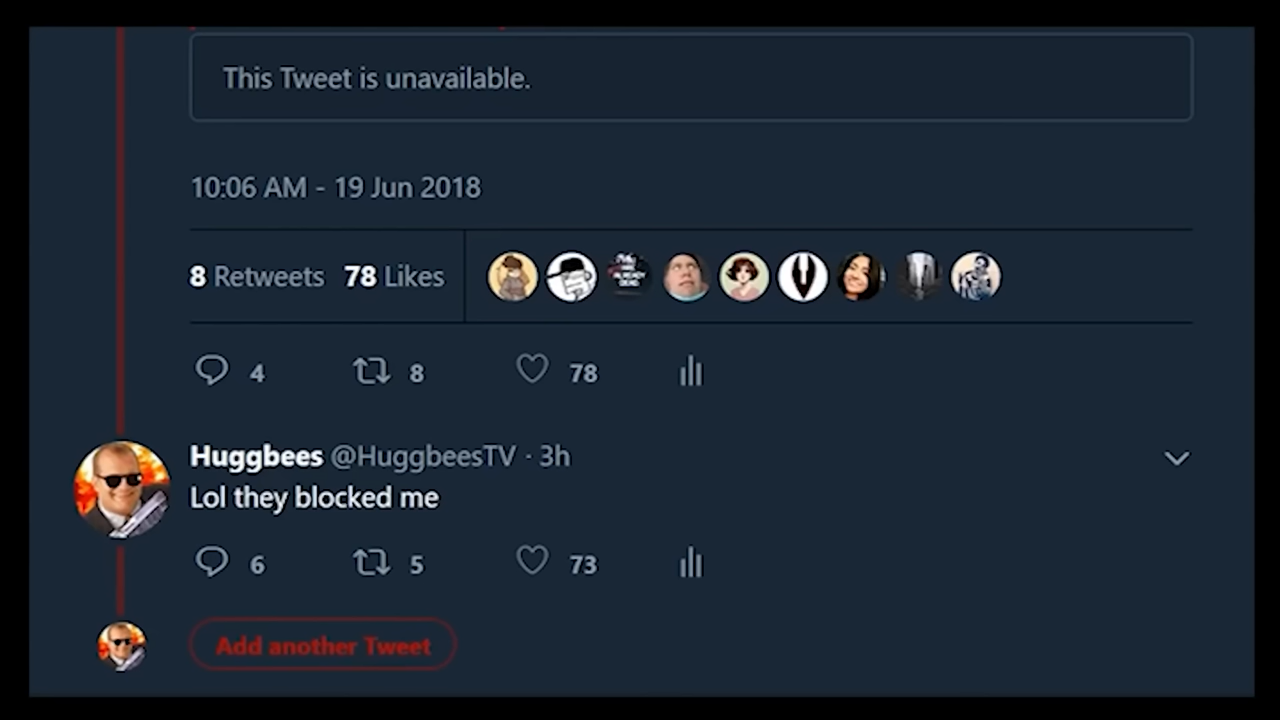 This Tweet is unavailable.
10:06 AM - 19 Jun 2018
8 Retweets 78 Likes
4 8 78
Huggbees @HuggbeesTV · 3h
Lol they blocked me
6 5 73
Add another Tweet